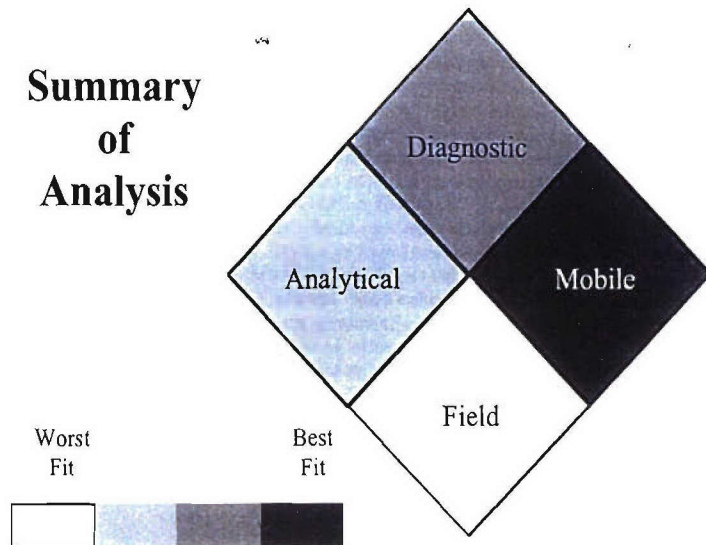 Summary
of
Analysis
Diagnostic
Analytical
Mobile
Field
Worst
Fit
Best
Fit